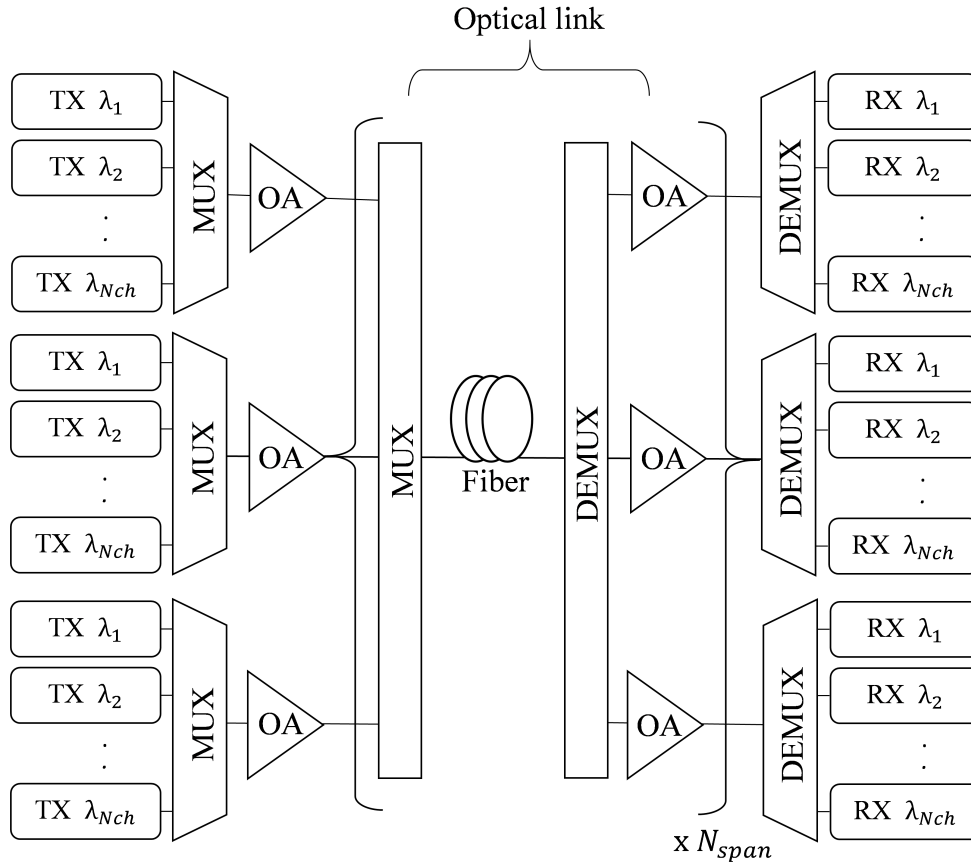 Optical link
TX λ1
TX λ2
.
.
TX λNch
MUX
OA
TX λ1
TX λ2
.
.
TX λNch
MUX
OA
TX λ1
TX λ2
.
.
TX λNch
MUX
OA
MUX
Fiber
DEMUX
OA
OA
OA
x Nspan
DEMUX
RX λ1
RX λ2
.
.
RX λNch
DEMUX
RX λ1
RX λ2
.
.
RX λNch
DEMUX
RX λ1
RX λ2
.
.
RX λNch